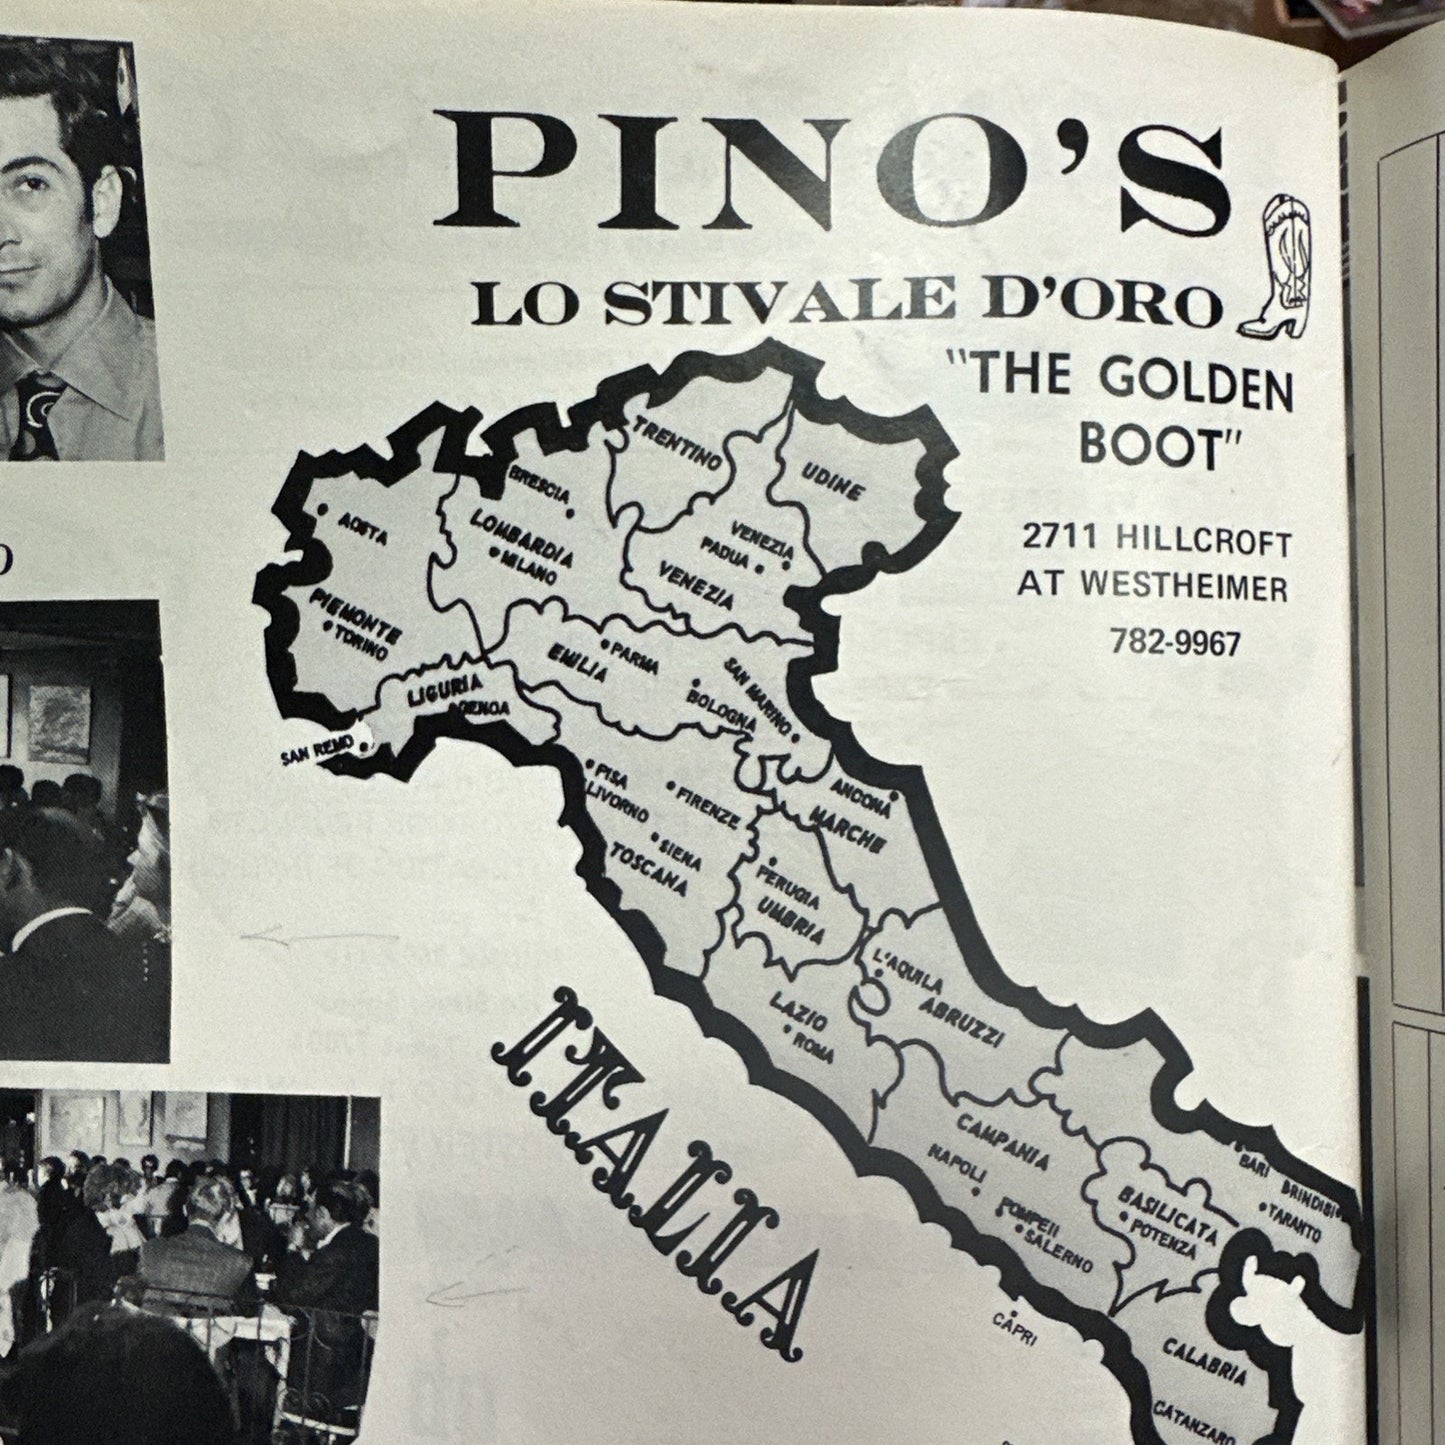 PINO'S
LO STIVALE D'ORO
"THE GOLDEN
BOOT"
2711 HILLCROFT
AT WESTHEIMER
782-9967
TRENTINO
UDINE
BRESCIA
AOSTA
LOMBARDIA
MILANO
VENEZIA
PADUA
VENEZIA
PIEMONTE
TORINO
EMILIA
PARMA
BOLOGNA
SAN MARINO
LIGURIA
GENOA
SAN REMO
PISA
LIVORNO
FIRENZE
SIENA
TOSCANA
ANCONA
MARCHE
PERUGIA
UMBRIA
L'AQUILA
ABRUZZI
LAZIO
ROMA
ITALIA
CAMPANIA
NAPOLI
POMPEII
SALERNO
BARI
BRINDISI
TARANTO
BASILICATA
POTENZA
CAPRI
CALABRIA
CATANZARO